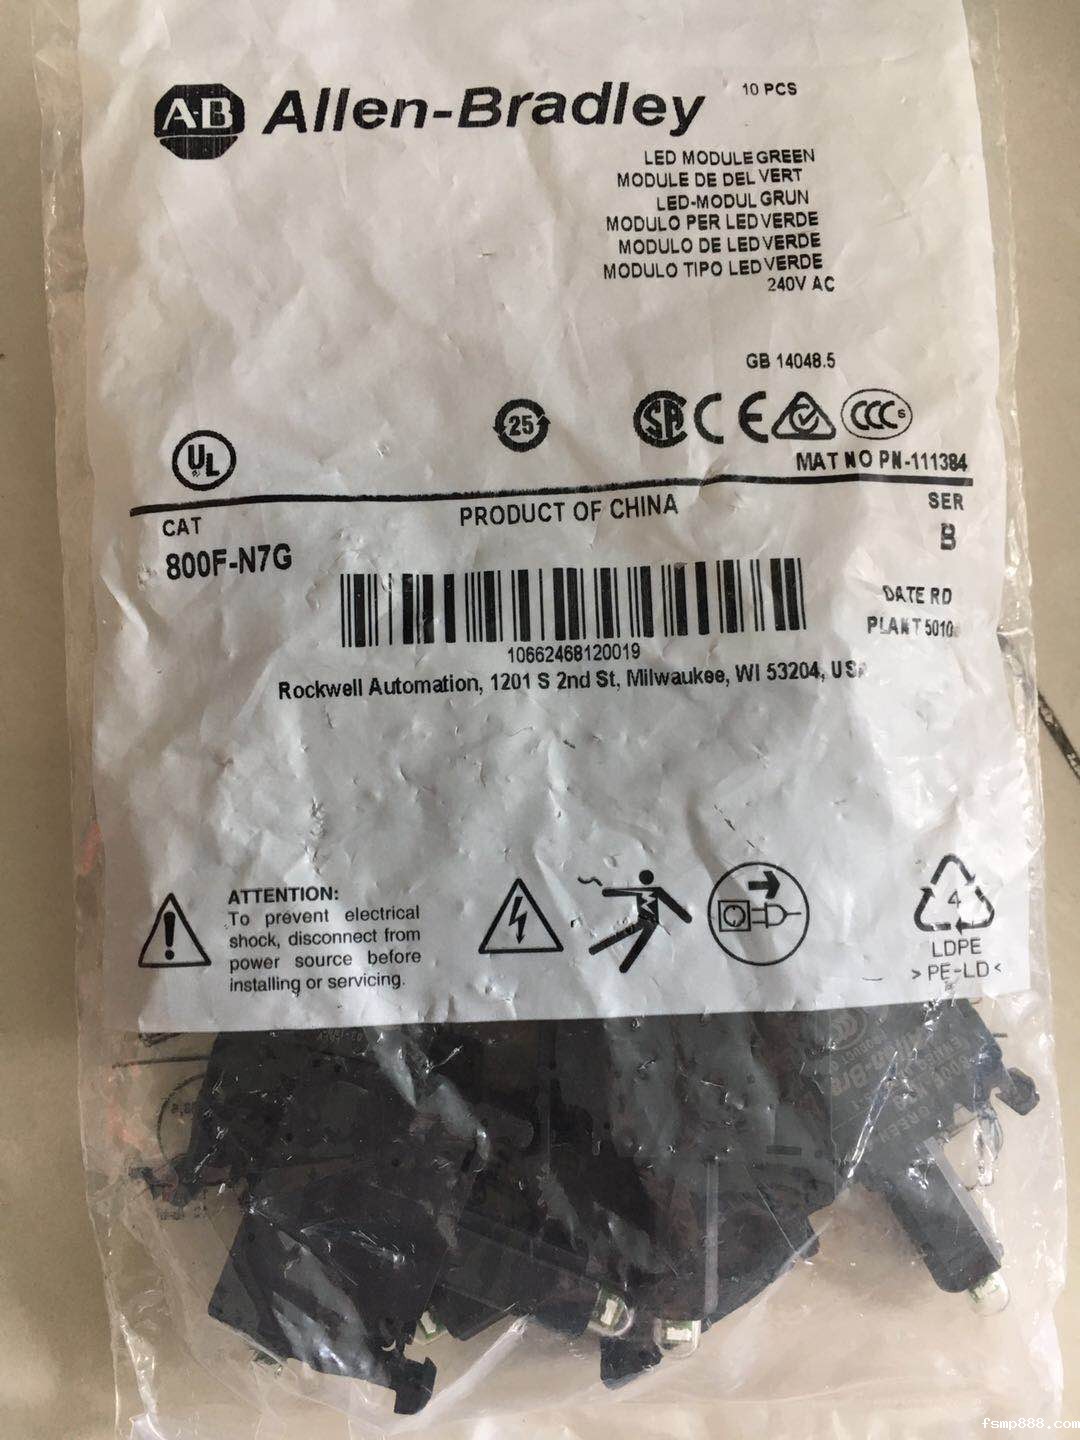 A·B Allen-Bradley
10 PCS
LED MODULE GREEN
MODULE DE DEL VERT
LED-MODUL GRUN
MODULO PER LED VERDE
MODULO DE LED VERDE
MODULO TIPO LED VERDE
240V AC
GB 14048.5
UL
25
SA CE CCC S
MAT NO PN-111384
CAT
PRODUCT OF CHINA
SER
800F-N7G
B
DATE RD
PLANT 5010
10662468120019
Rockwell Automation, 1201 S 2nd St, Milwaukee, WI 53204, USA
ATTENTION:
To prevent electrical
shock, disconnect from
power source before
installing or servicing.
4
LDPE
>PE-LD<
GREEN
fsmp888.com